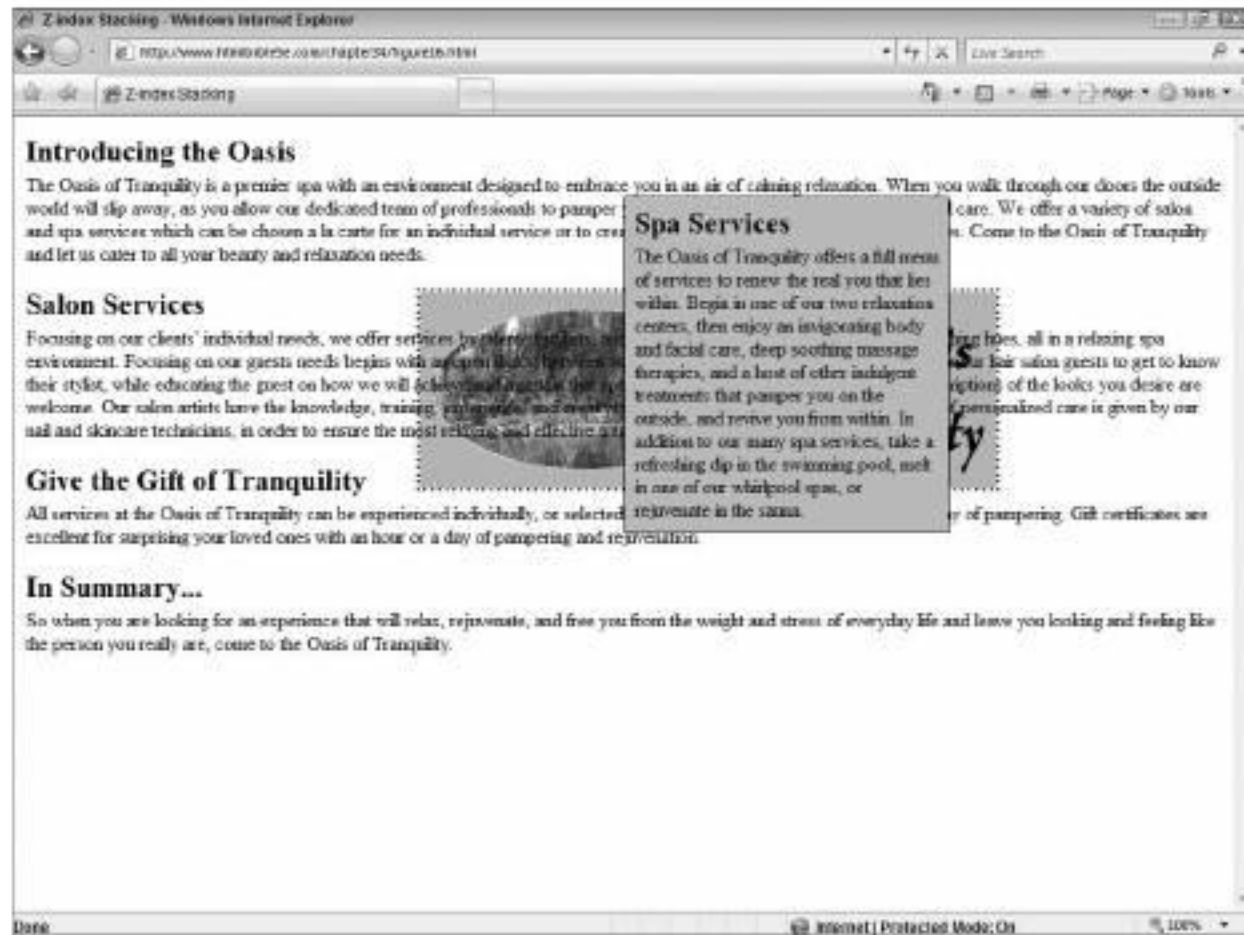 Z-index Stacking - Windows Internet Explorer
Live Search
Z-index Stacking
Page Tools
Introducing the Oasis
The Oasis of Tranquility is a premier spa with an environment designed to embrace you in an air of calming relaxation. When you walk through our doors the outside
world will slip away, as you allow our dedicated team of professionals to pamper care. We offer a variety of salon
and spa services which can be chosen a la carte for an individual service or to Come to the Oasis of Tranquility
and let us cater to all your beauty and relaxation needs.
Spa Services
The Oasis of Tranquility offers a full menu
of services to renew the real you that lies
within. Begin in one of our two relaxation
centers, then enjoy an invigorating body
and facial care, deep soothing massage
therapies, and a host of other indulgent
treatments that pamper you on the
outside, and revive you from within. In
addition to our many spa services, take a
refreshing dip in the swimming pool, melt
in one of our whirlpool spas, or
rejuvenate in the sauna.
Salon Services
Focusing on our clients' individual needs, we offer services by all in a relaxing spa
environment. Focusing on our guests needs begins with hair salon guests to get to know
their stylist, while educating the guest on how we will of the looks you desire are
welcome. Our salon artists have the knowledge, training, personalized care is given by our
nail and skincare technicians, in order to ensure the most relaxing and effective
ty
Give the Gift of Tranquility
All services at the Oasis of Tranquility can be experienced individually, or selected of pampering. Gift certificates are
excellent for surprising your loved ones with an hour or a day of pampering and rejuvenation.
In Summary...
So when you are looking for an experience that will relax, rejuvenate, and free you from the weight and stress of everyday life and leave you looking and feeling like
the person you really are, come to the Oasis of Tranquility.
Done
Internet | Protected Mode: On
100%